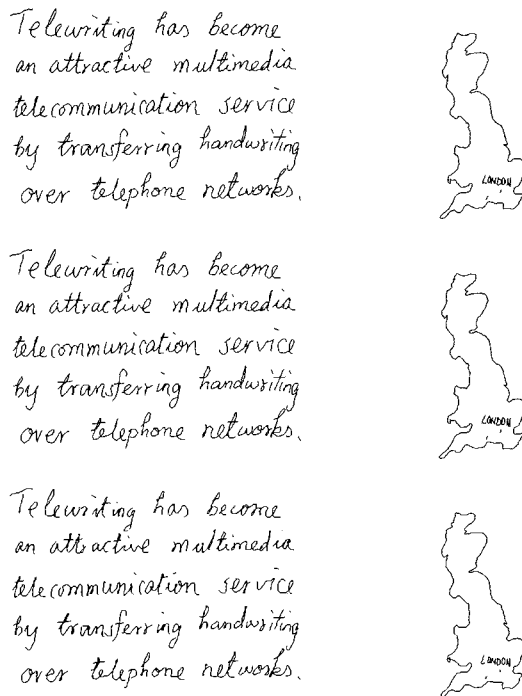 Telewriting has become
an attractive multimedia
telecommunication service
by transferring handwriting
over telephone networks.
LONDON
Telewriting has become
an attractive multimedia
telecommunication service
by transferring handwriting
over telephone networks.
LONDON
Telewriting has become
an attractive multimedia
telecommunication service
by transferring handwriting
over telephone networks.
LONDON